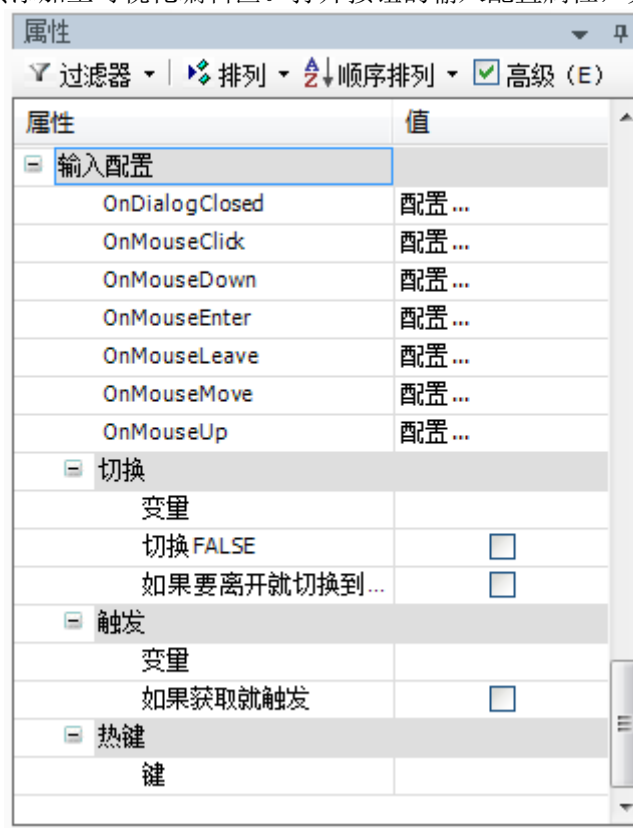 属性
过滤器 排列 顺序排列 高级（E）
属性 值
输入配置
OnDialogClosed 配置...
OnMouseClick 配置...
OnMouseDown 配置...
OnMouseEnter 配置...
OnMouseLeave 配置...
OnMouseMove 配置...
OnMouseUp 配置...
切换
变量
切换FALSE
如果要离开就切换到...
触发
变量
如果获取就触发
热键
键